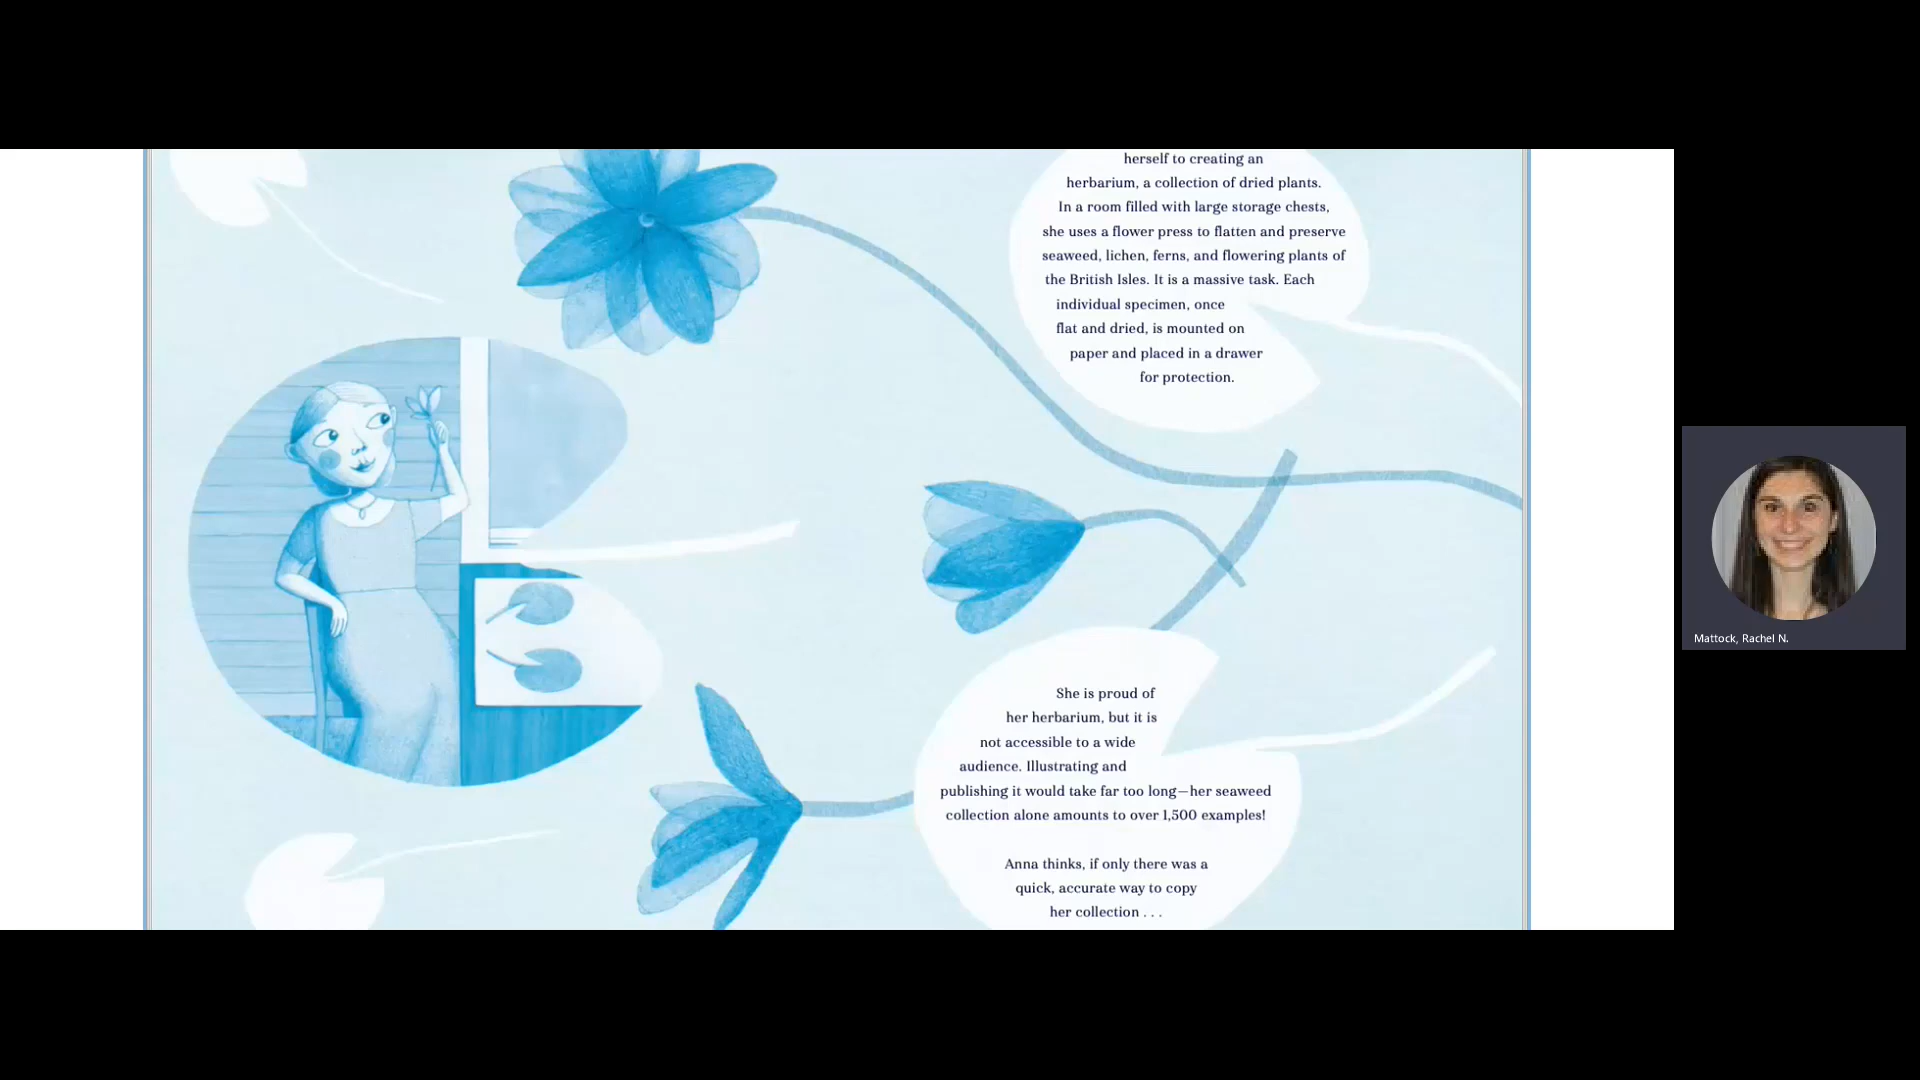 herself to creating an
herbarium, a collection of dried plants.
In a room filled with large storage chests,
she uses a flower press to flatten and preserve
seaweed, lichen, ferns, and flowering plants of
the British Isles. It is a massive task. Each
individual specimen, once
flat and dried, is mounted on
paper and placed in a drawer
for protection.
She is proud of
her herbarium, but it is
not accessible to a wide
audience. Illustrating and
publishing it would take far too long—her seaweed
collection alone amounts to over 1,500 examples!
Anna thinks, if only there was a
quick, accurate way to copy
her collection . . .
Mattock, Rachel N.